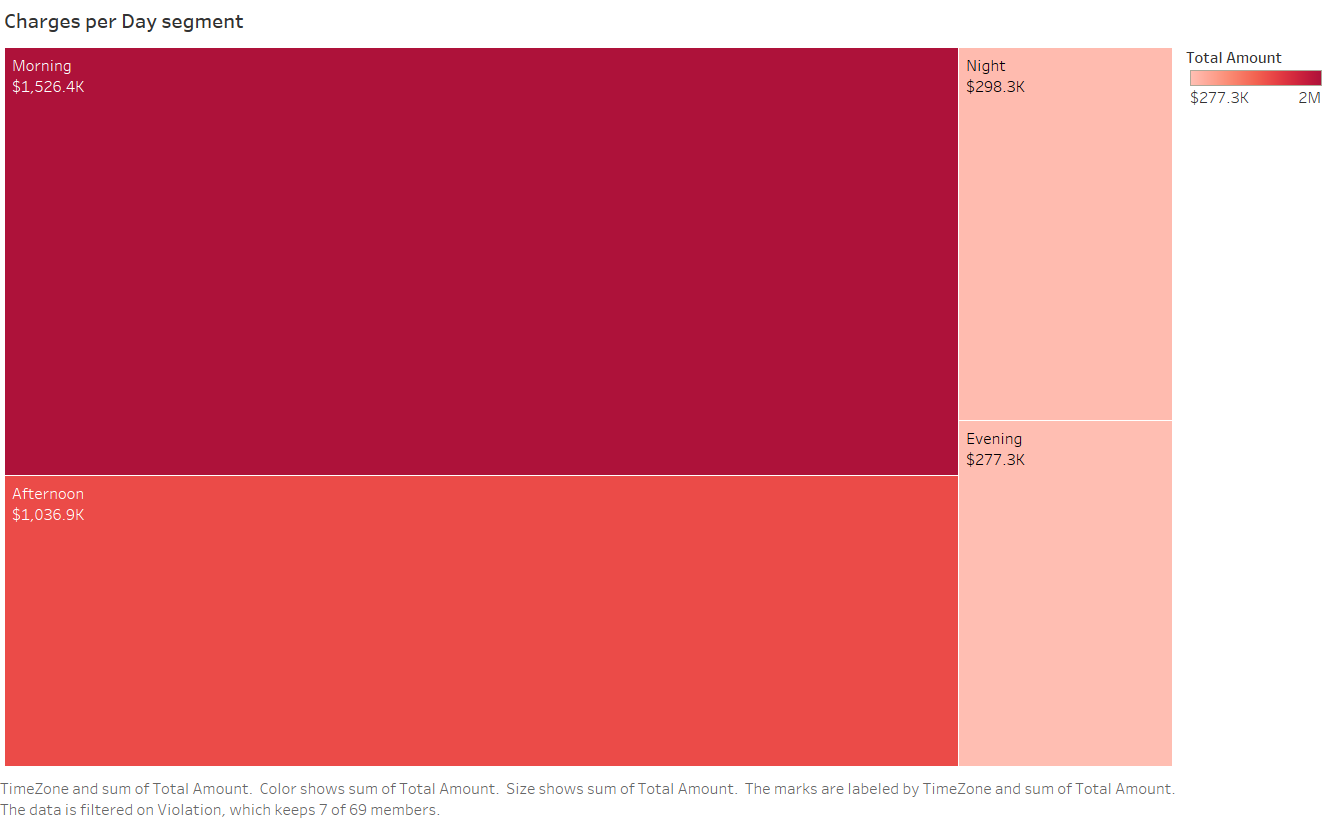 Charges per Day segment
Morning
$1,526.4K
Night
$298.3K
Total Amount
$277.3K 2M
Evening
$277.3K
Afternoon
$1,036.9K
TimeZone and sum of Total Amount.  Color shows sum of Total Amount.  Size shows sum of Total Amount.  The marks are labeled by TimeZone and sum of Total Amount.
The data is filtered on Violation, which keeps 7 of 69 members.